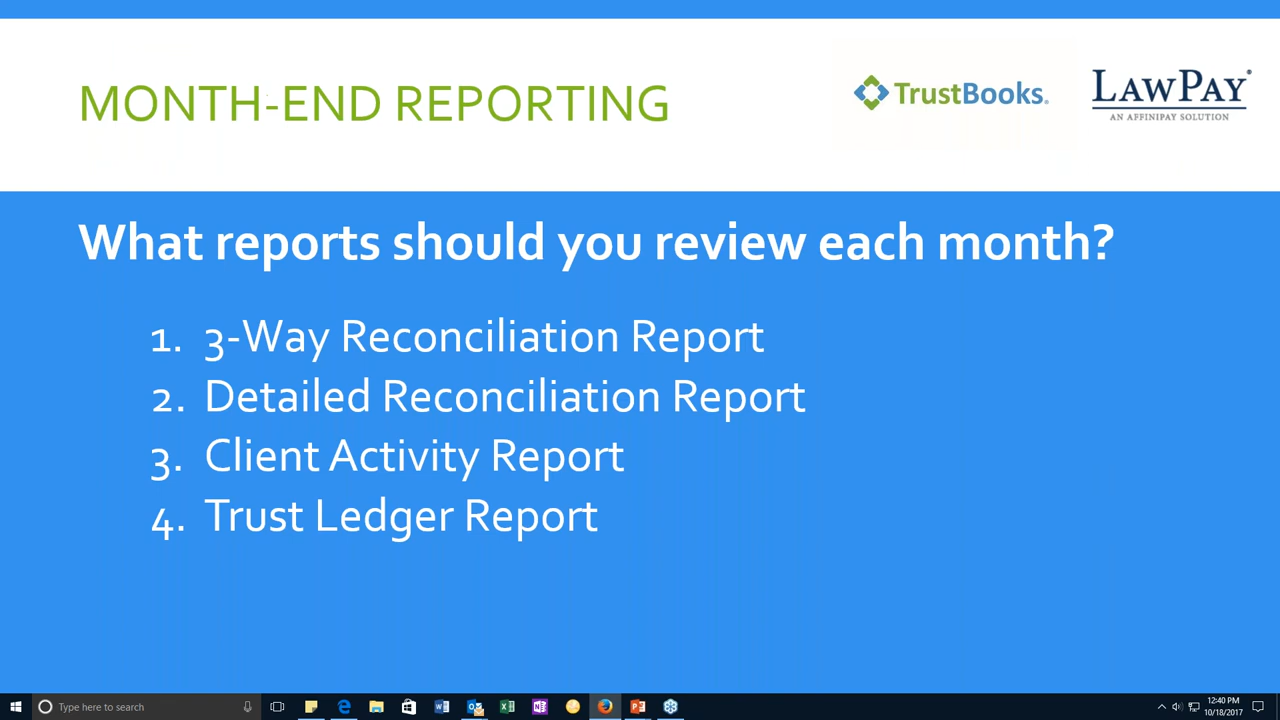 MONTH-END REPORTING
TrustBooks®
LAWPAY®
AN AFFINIPAY SOLUTION
What reports should you review each month?
1. 3-Way Reconciliation Report
2. Detailed Reconciliation Report
3. Client Activity Report
4. Trust Ledger Report
Type here to search
12:40 PM
10/18/2017